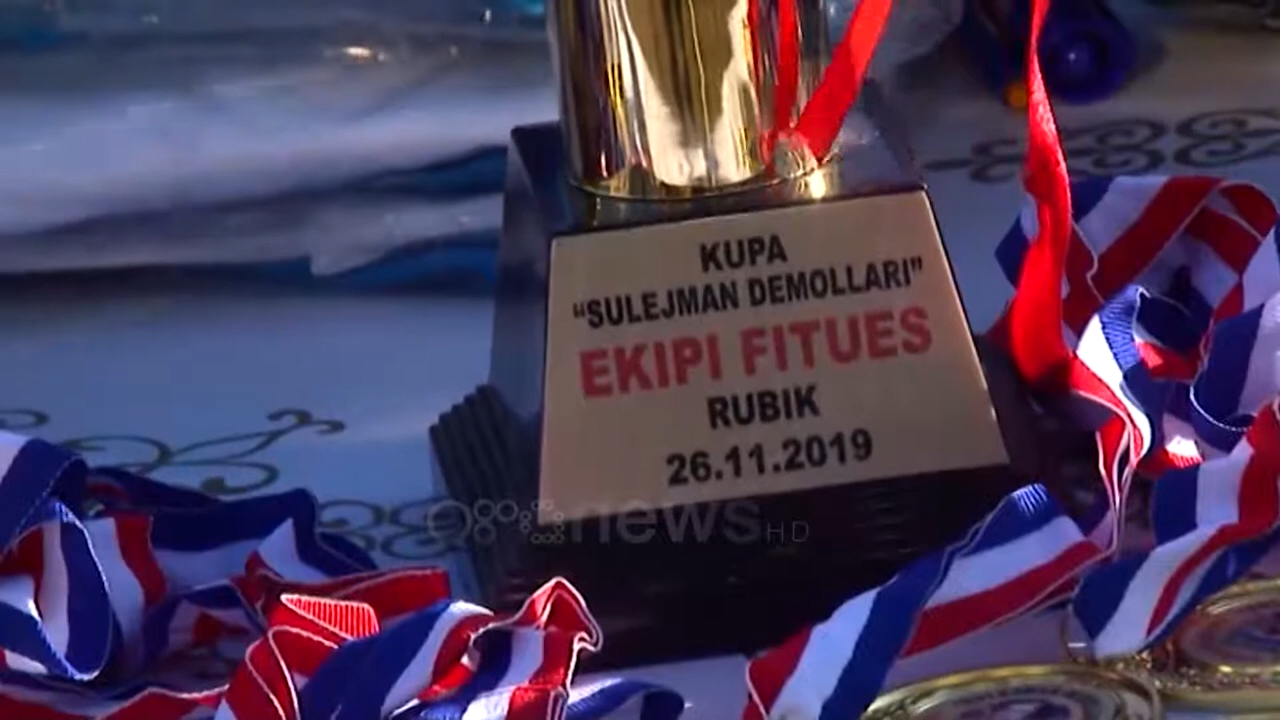 KUPA
"SULEJMAN DEMOLLARI"
EKIPI FITUES
RUBIK
26.11.2019
news HD